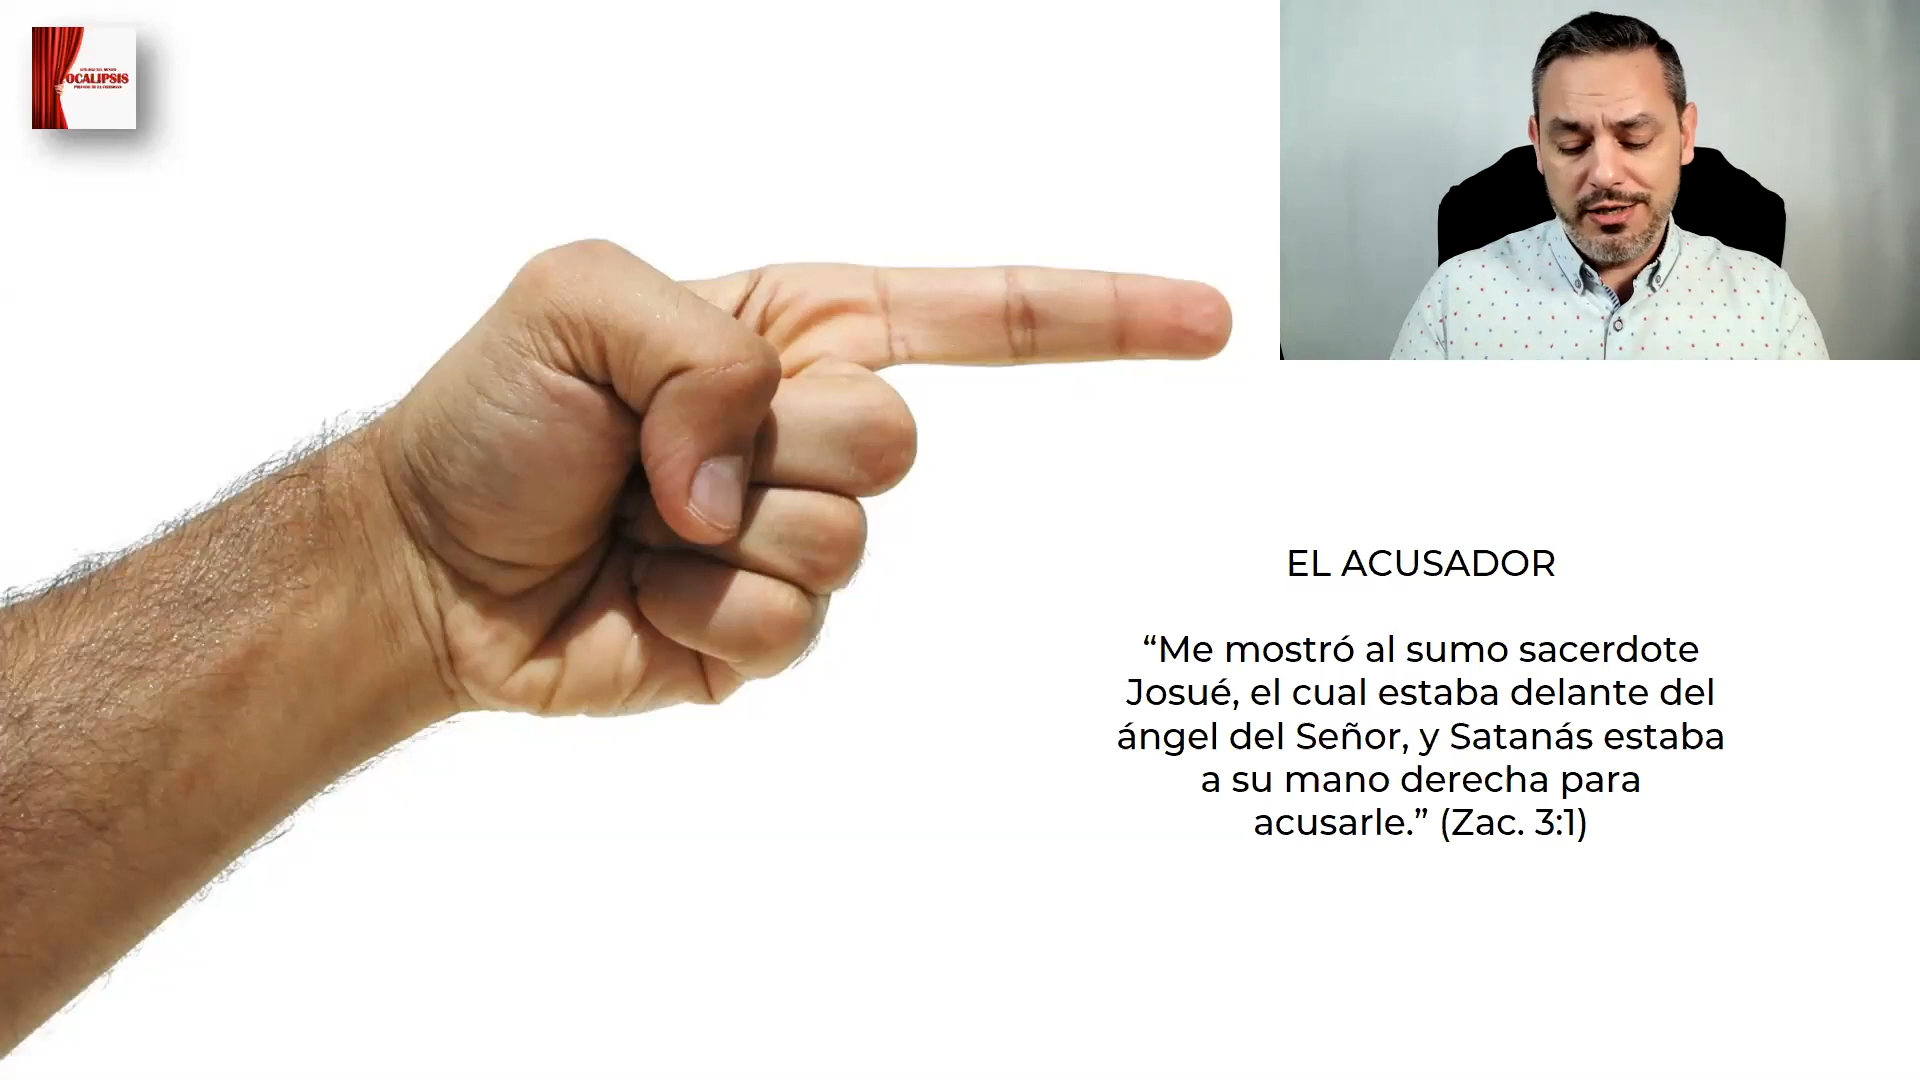 OCALIPSIS
EL ACUSADOR
“Me mostró al sumo sacerdote
Josué, el cual estaba delante del
ángel del Señor, y Satanás estaba
a su mano derecha para
acusarle.” (Zac. 3:1)